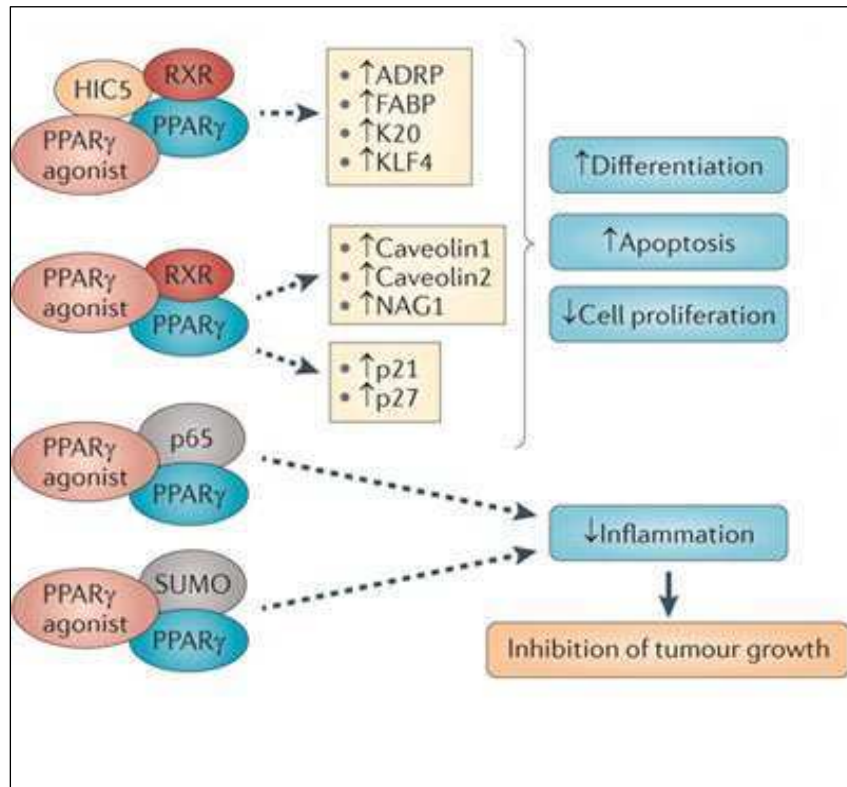 HIC5
RXR
PPARγ
agonist
PPARγ
• ↑ADRP
• ↑FABP
• ↑K20
• ↑KLF4
PPARγ
agonist
RXR
PPARγ
• ↑Caveolin1
• ↑Caveolin2
• ↑NAG1
• ↑p21
• ↑p27
↑Differentiation
↑Apoptosis
↓Cell proliferation
PPARγ
agonist
p65
PPARγ
PPARγ
agonist
SUMO
PPARγ
↓Inflammation
Inhibition of tumour growth